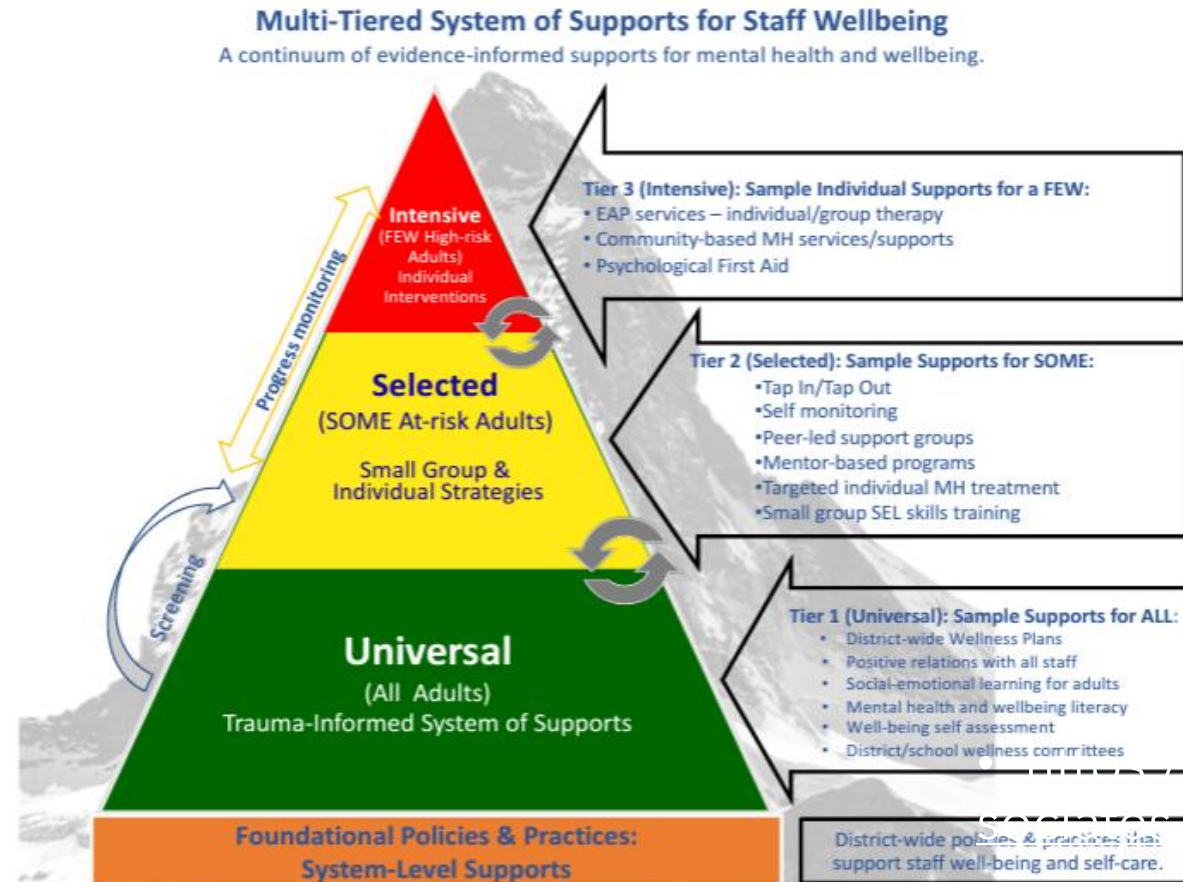 Multi-Tiered System of Supports for Staff Wellbeing
A continuum of evidence-informed supports for mental health and wellbeing.
Intensive
(FEW High-risk
Adults)
Individual
Interventions
Progress monitoring
Selected
(SOME At-risk Adults)
Small Group &
Individual Strategies
Screening
Universal
(All Adults)
Trauma-Informed System of Supports
Foundational Policies & Practices:
System-Level Supports
Tier 3 (Intensive): Sample Individual Supports for a FEW:
• EAP services – individual/group therapy
• Community-based MH services/supports
• Psychological First Aid
Tier 2 (Selected): Sample Supports for SOME:
•Tap In/Tap Out
•Self monitoring
•Peer-led support groups
•Mentor-based programs
•Targeted individual MH treatment
•Small group SEL skills training
Tier 1 (Universal): Sample Supports for ALL:
• District-wide Wellness Plans
• Positive relations with all staff
• Social-emotional learning for adults
• Mental health and wellbeing literacy
• Well-being self assessment
• District/school wellness committees
District-wide policies & practices that
support staff well-being and self-care.